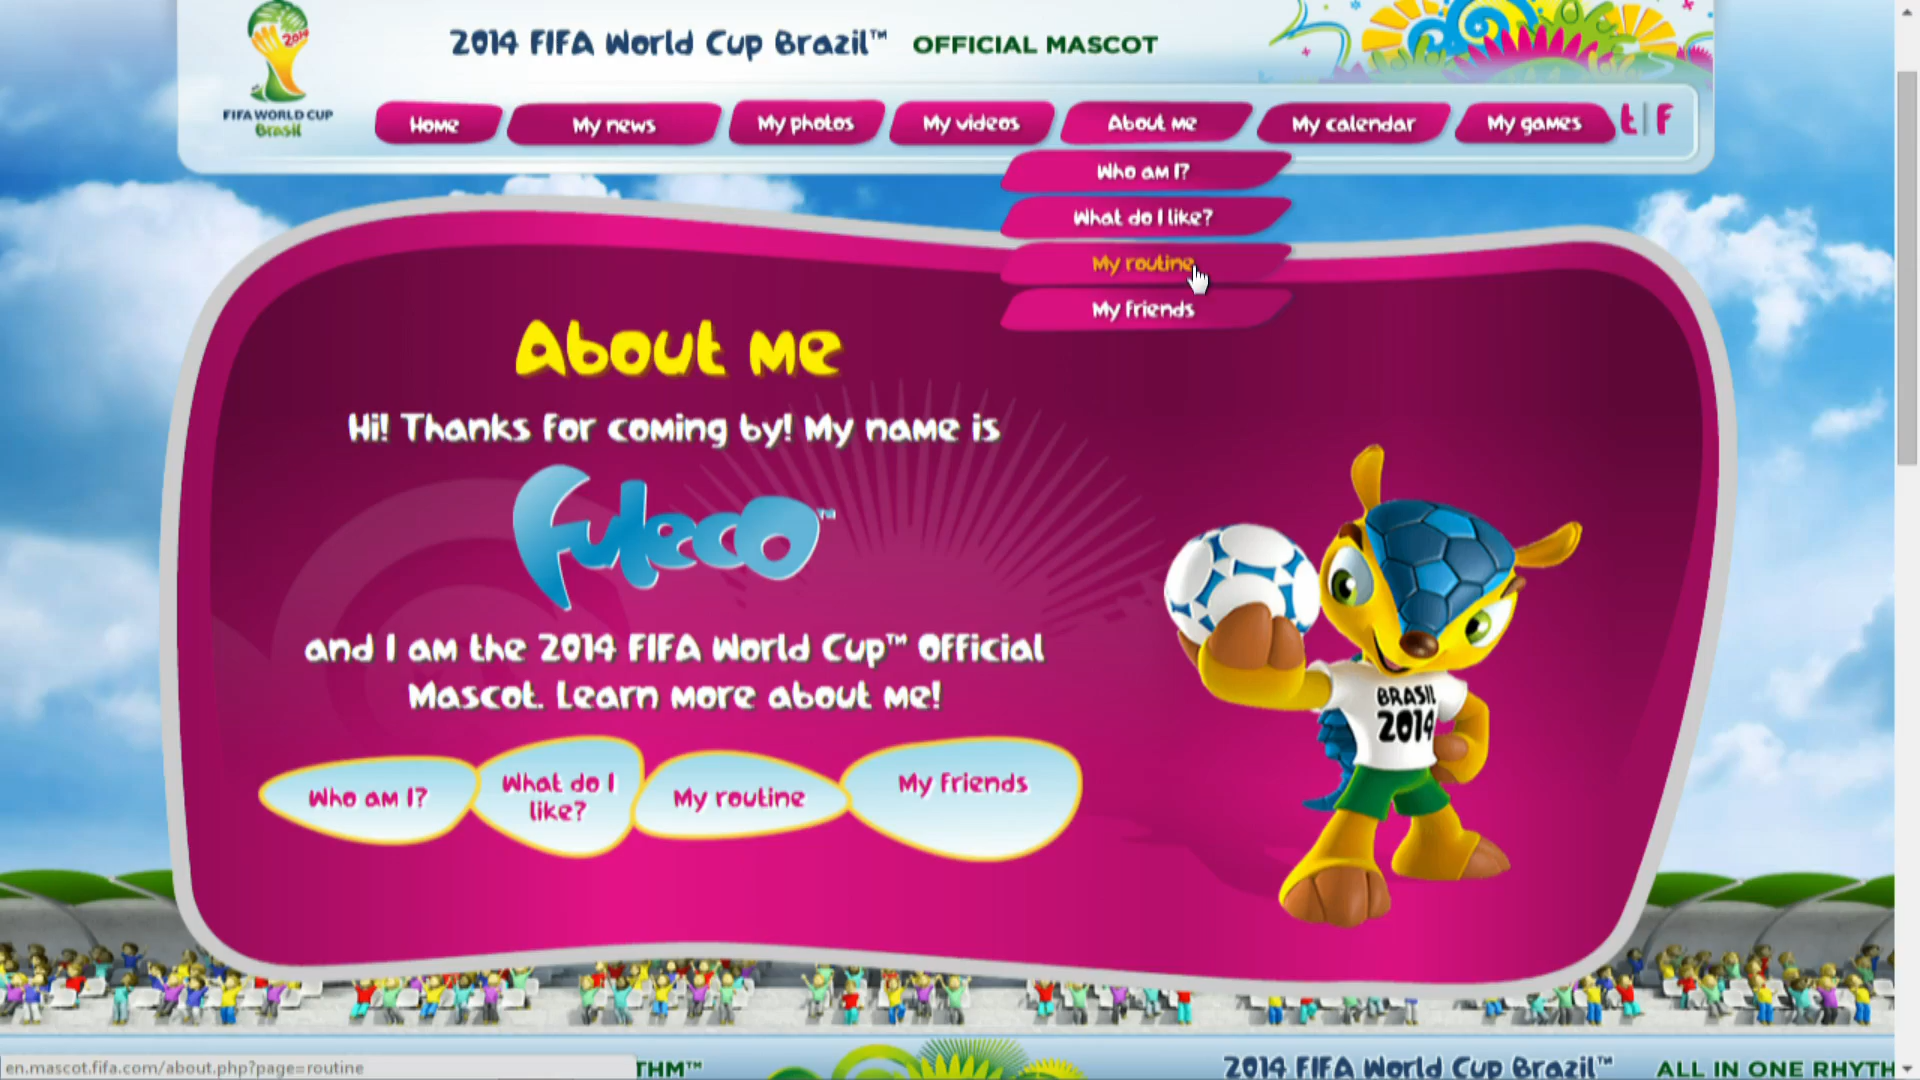 2014
FIFA WORLD CUP
Brasil
2014 FIFA World Cup Brazil™ OFFICIAL MASCOT
Home
My news
My photos
My videos
About me
My calendar
My games
t | F
Who am I?
What do I like?
My routine
My friends
About me
Hi! Thanks for coming by! My name is
Fuleco™
and I am the 2014 FIFA World Cup™ Official
Mascot. Learn more about me!
Who am I?
What do I
like?
My routine
My friends
BRASIL
2014
en.mascot.fifa.com/about.php?page=routine
THM™
2014 FIFA World Cup Brazil™ ALL IN ONE RHYTH